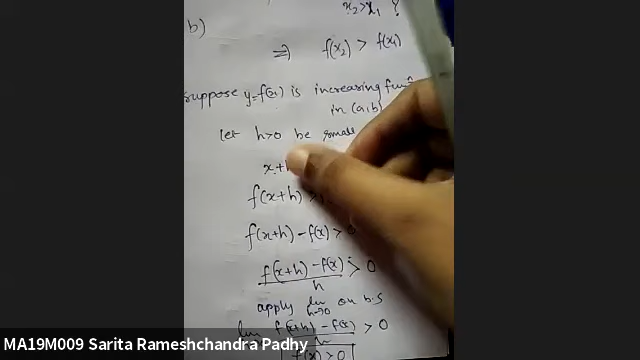 x₂>x₁ }
b)
⟹ f(x₂) > f(x₁)
suppose y=f(x) is increasing funⁿ
in (a,b)
let h>0 be small
x+h
f(x+h) >
f(x+h) - f(x) > 0
f(x+h) - f(x) / h > 0
apply lim h→0 on b.s
lim f(x+h) - f(x) / h > 0
f'(x) > 0
MA19M009 Sarita Rameshchandra Padhy